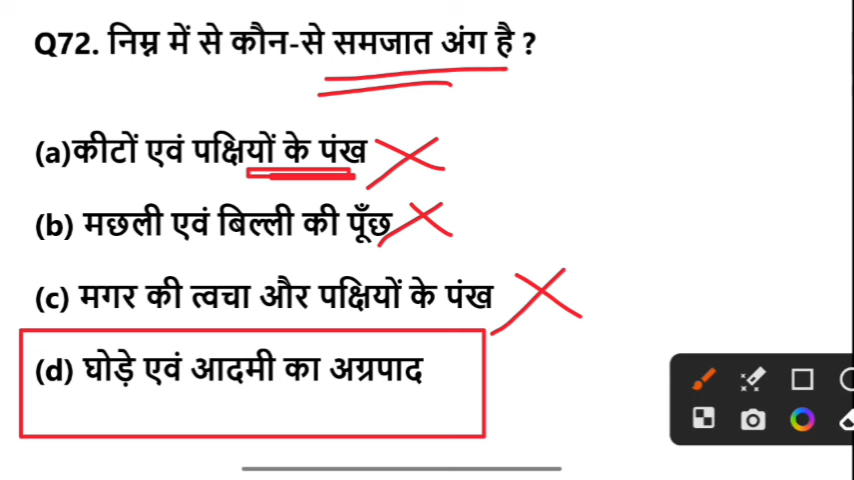 Q72. निम्न में से कौन-से समजात अंग है ?
(a)कीटों एवं पक्षियों के पंख
(b) मछली एवं बिल्ली की पूँछ
(c) मगर की त्वचा और पक्षियों के पंख
(d) घोड़े एवं आदमी का अग्रपाद